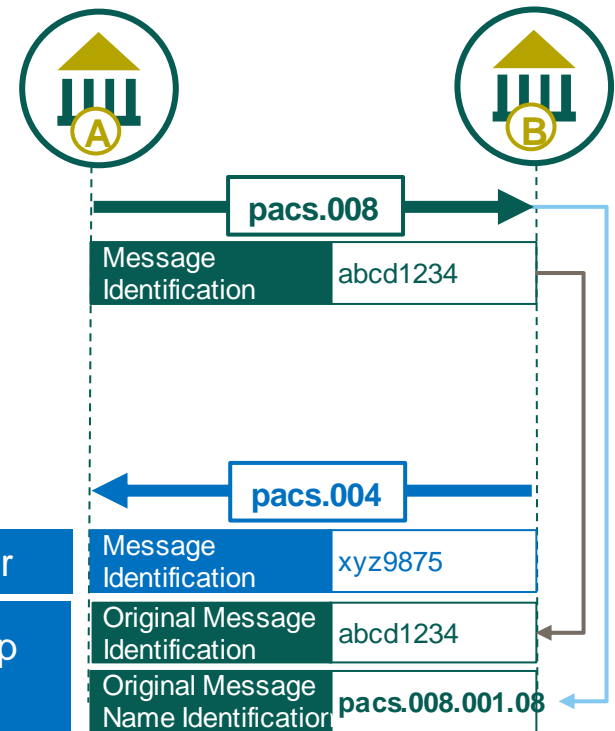 A
B
pacs.008
Message
Identification
abcd1234
pacs.004
r
Message
Identification
xyz9875
p
Original Message
Identification
abcd1234
Original Message
Name Identification
pacs.008.001.08